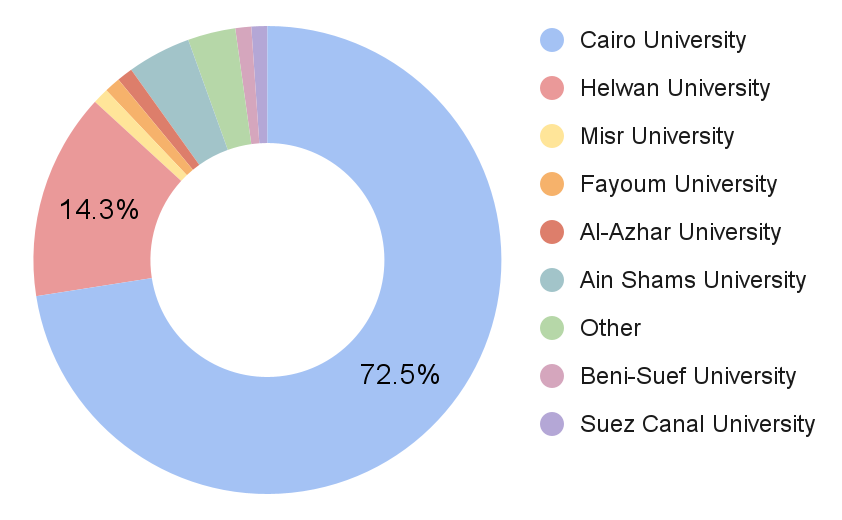 Cairo University
Helwan University
Misr University
Fayoum University
Al-Azhar University
Ain Shams University
Other
Beni-Suef University
Suez Canal University
14.3%
72.5%